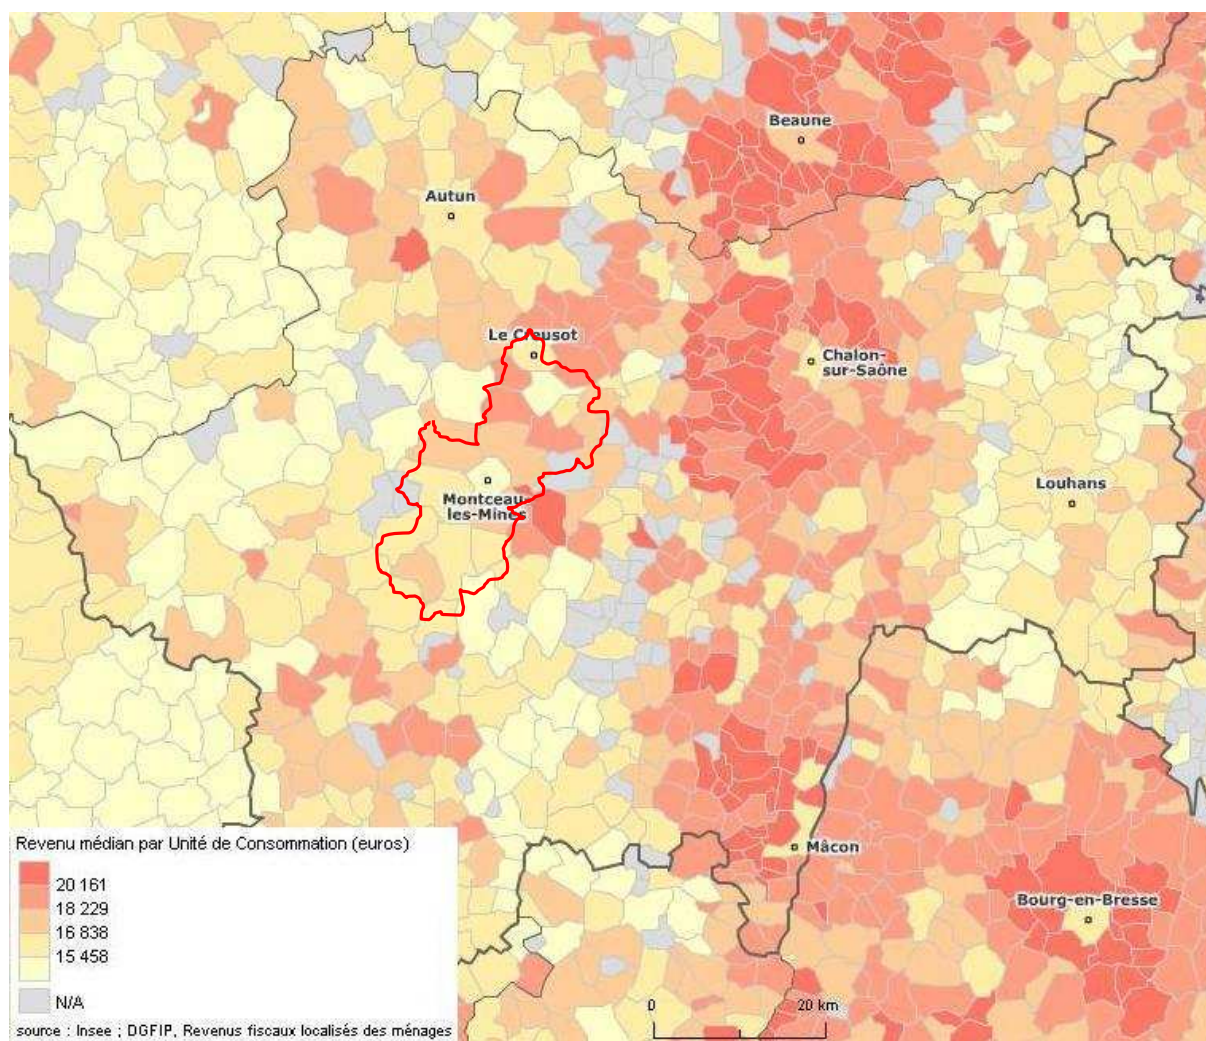 Beaune
Autun
Le Creusot
Chalon-
sur-Saône
Louhans
Montceau-
les-Mines
Mâcon
Bourg-en-Bresse
Revenu médian par Unité de Consommation (euros)
20 161
18 229
16 838
15 458
N/A
0 20 km
source : Insee ; DGFIP, Revenus fiscaux localisés des ménages